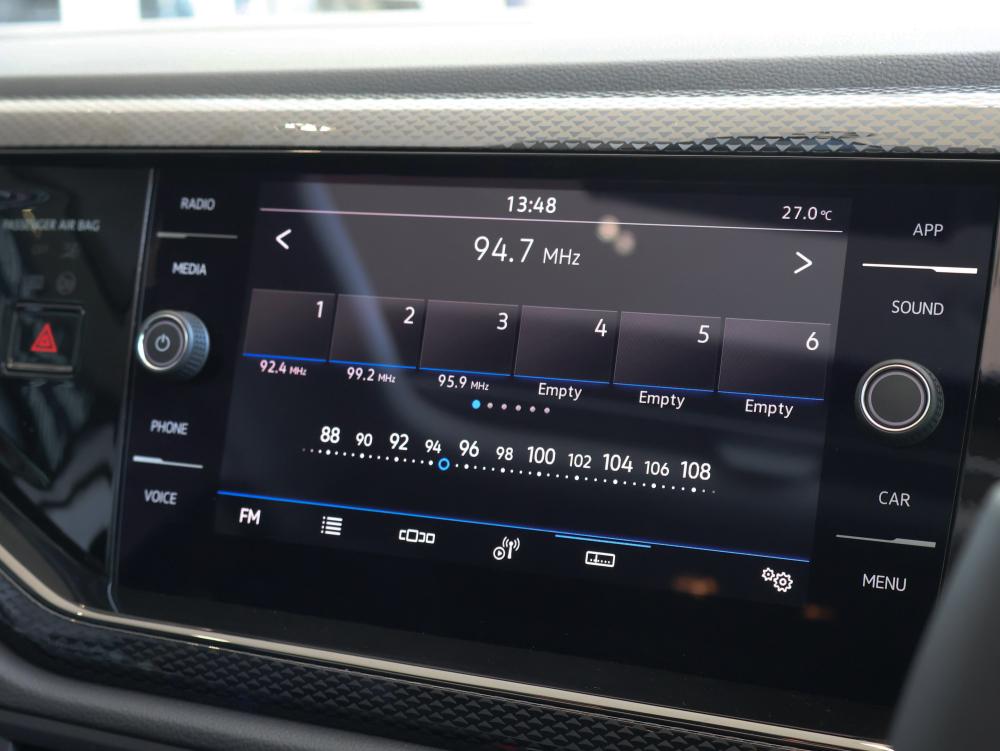 PASSENGER AIR BAG
RADIO
MEDIA
PHONE
VOICE
13:48
27.0°C
94.7 MHz
1
2
3
4
5
6
92.4 MHz
99.2 MHz
95.9 MHz
Empty
Empty
Empty
88 90 92 94 96 98 100 102 104 106 108
FM
APP
SOUND
CAR
MENU